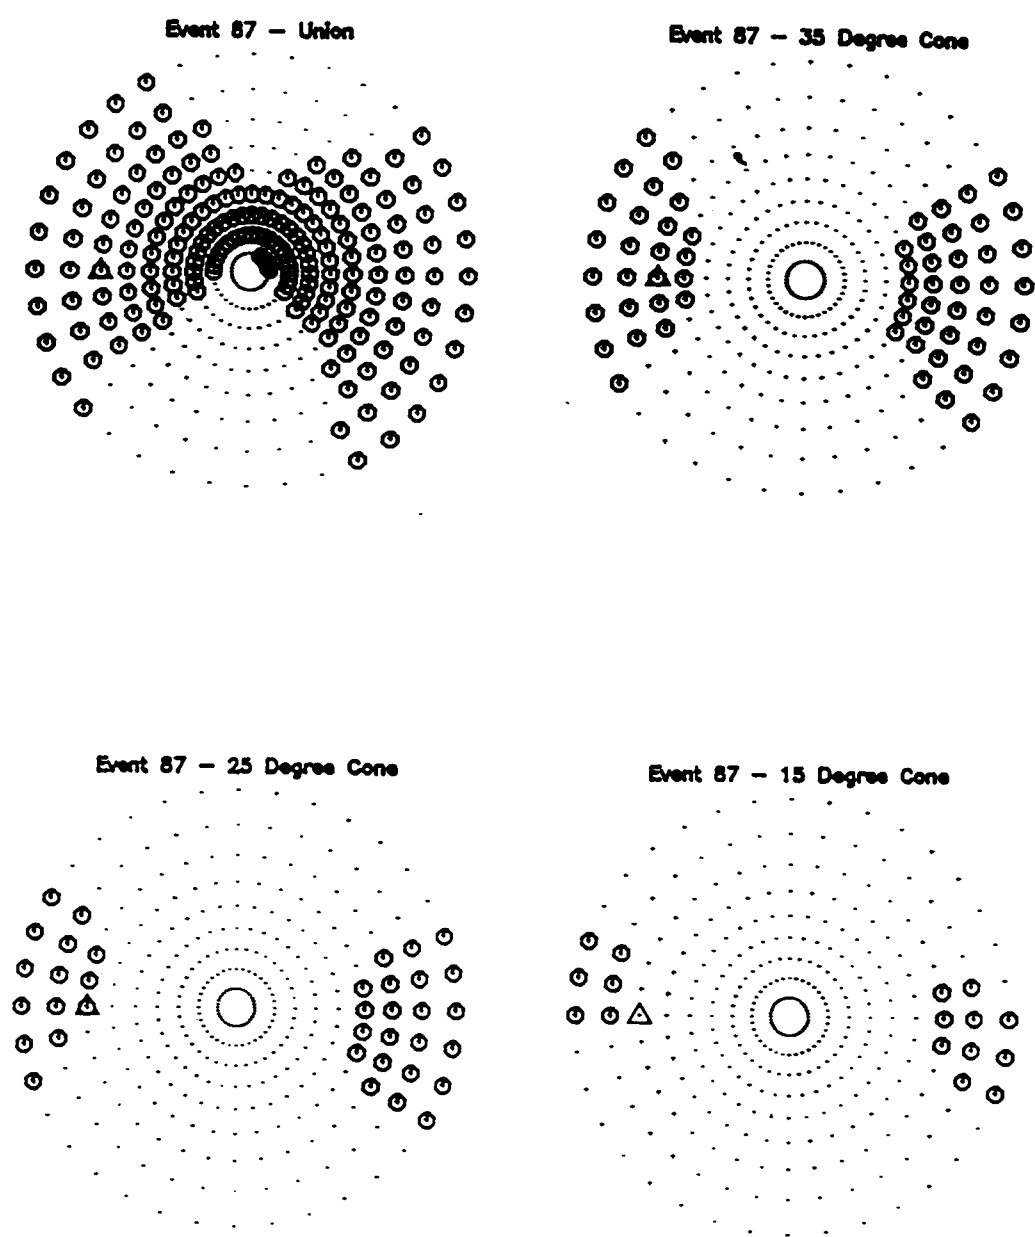 Event 87 - Union
Event 87 - 35 Degree Cone
Event 87 - 25 Degree Cone
Event 87 - 15 Degree Cone